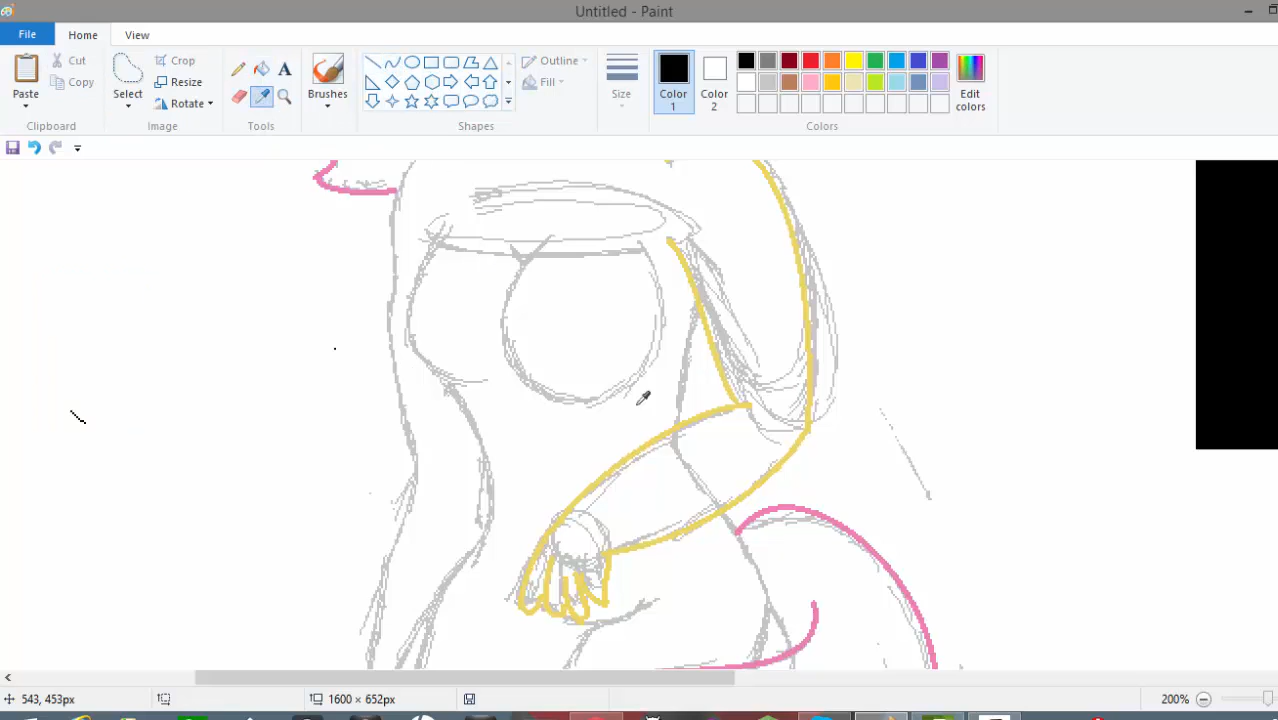 Untitled - Paint
File Home View
Cut Copy Paste
Clipboard
Select Crop Resize Rotate
Image
A
Tools
Brushes
Outline Fill
Shapes
Size
Color 1 Color 2
Edit colors
Colors
543, 453px 1600 × 652px 200%